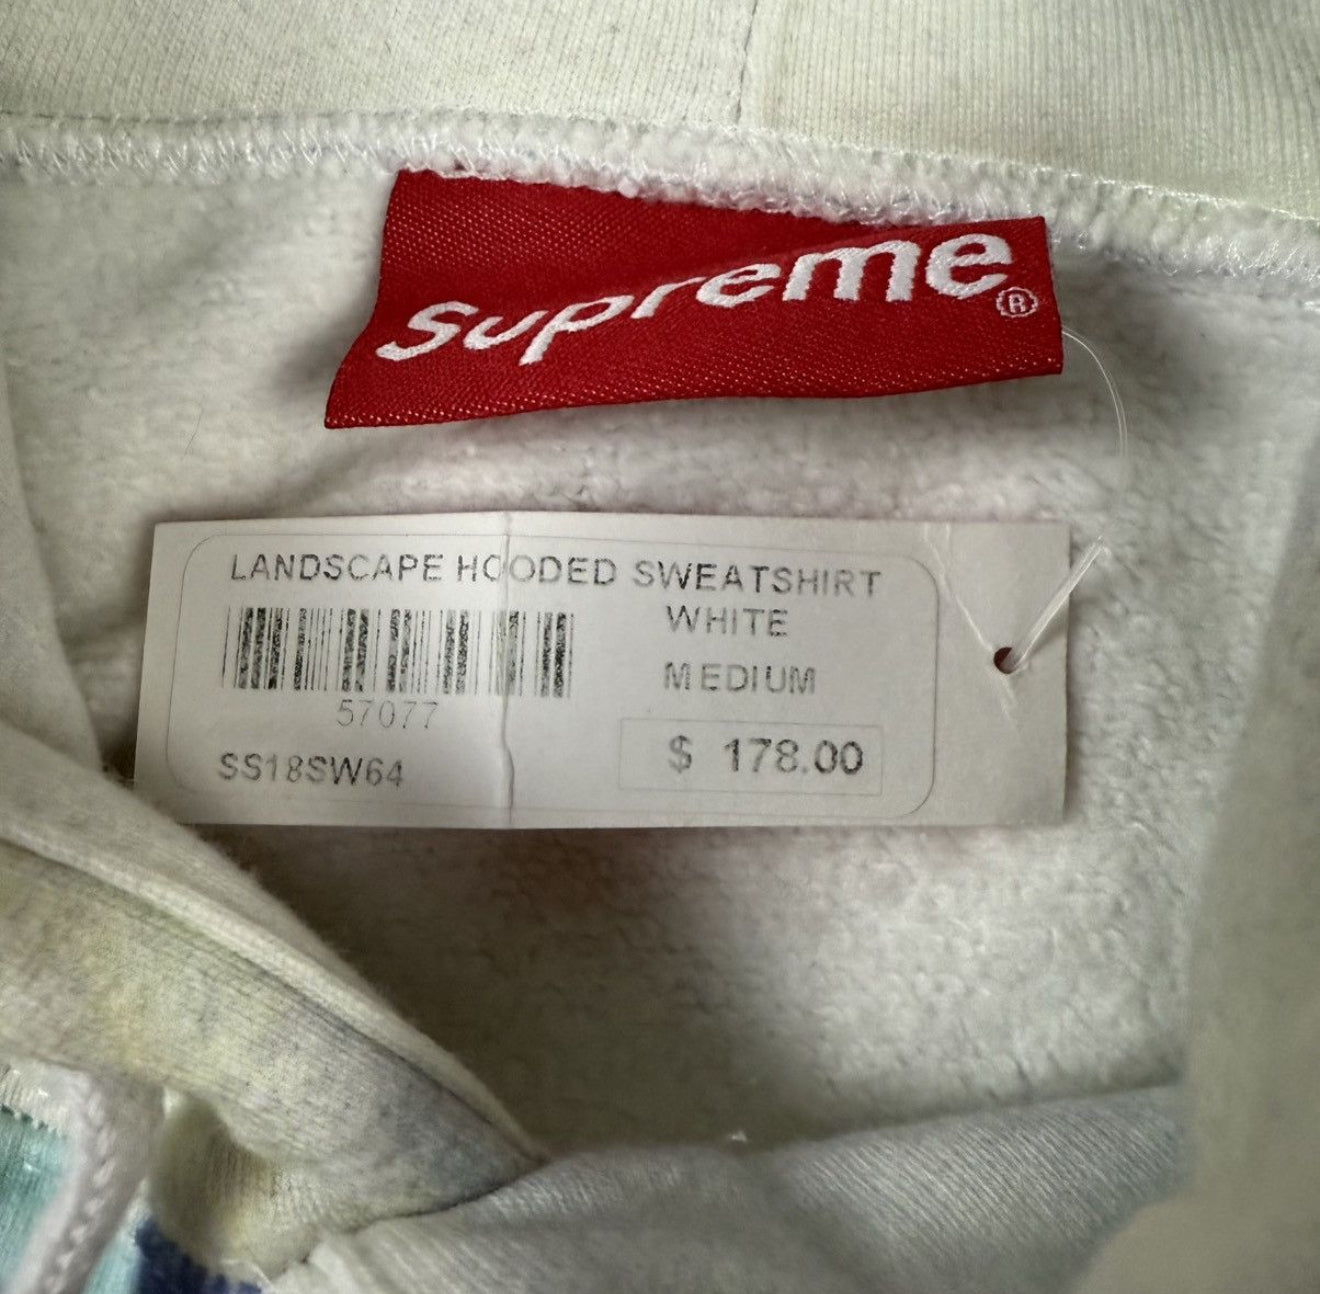 Supreme®
LANDSCAPE HOODED SWEATSHIRT
WHITE
MEDIUM
57077
SS18SW64
$ 178.00